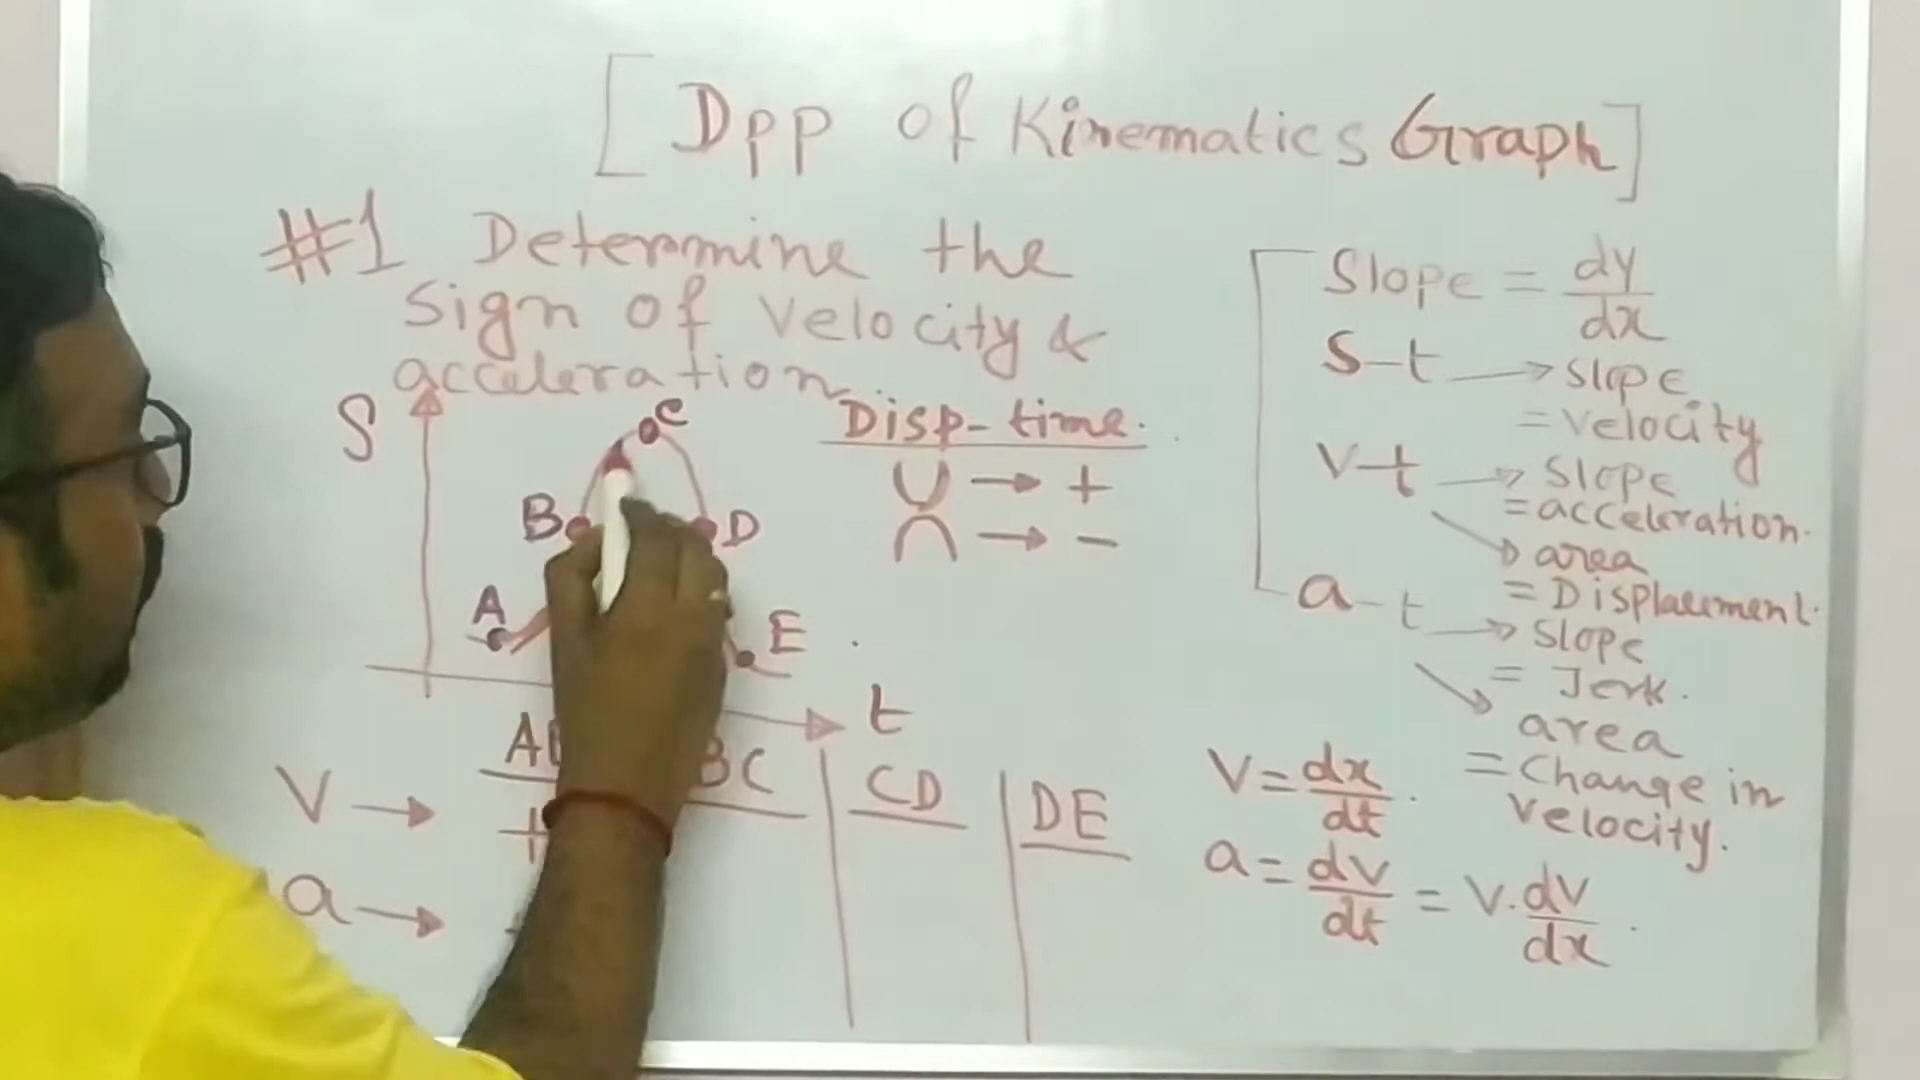 [Dpp of Kinematics Graph]
#1 Determine the
Sign of Velocity &
acceleration
S
C
B
D
A
E
t
Disp-time.
∪ → +
∩ → -
Slope = dy/dx
S-t → slope
= velocity
V-t → Slope
= acceleration.
→ area
= Displacement.
a-t → Slope
= Jerk.
→ area
= Change in
Velocity.
BC
CD
DE
V → +
a →
V = dx/dt.
a = dv/dt = v.dv/dx.